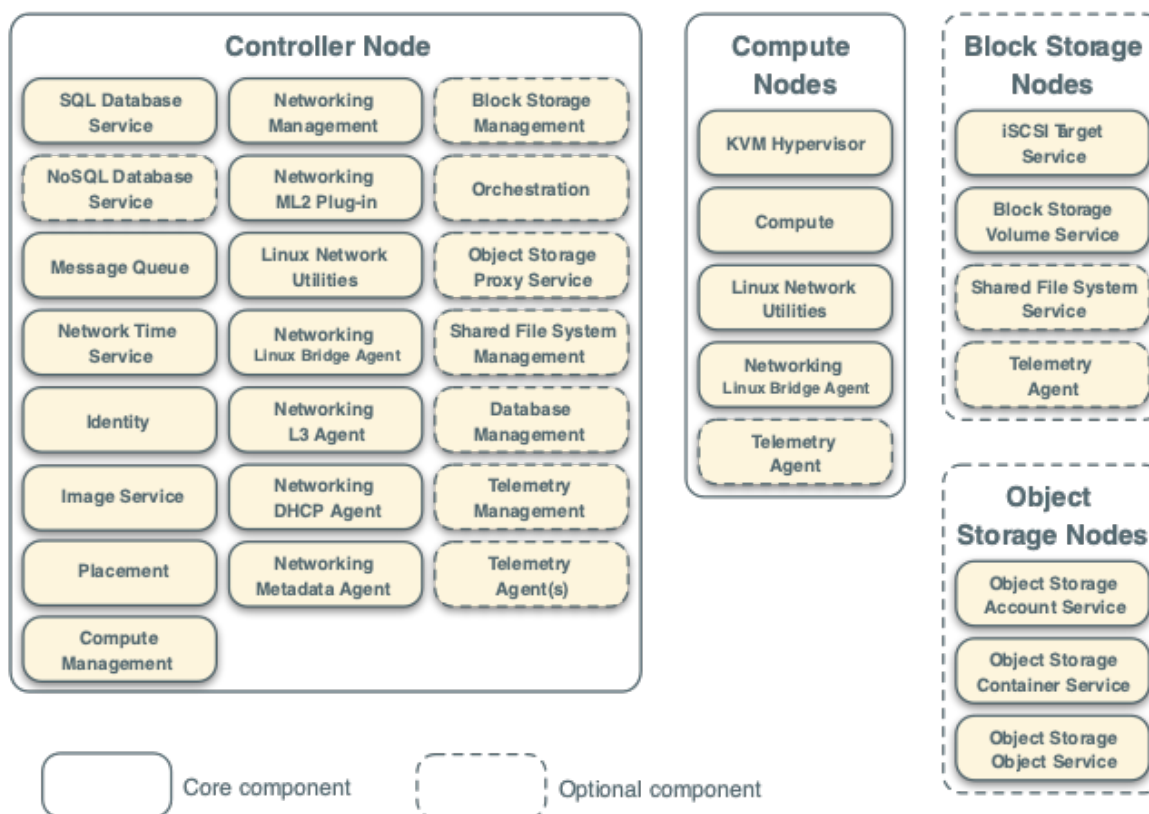 Controller Node
SQL Database
Service
NoSQL Database
Service
Message Queue
Network Time
Service
Identity
Image Service
Placement
Compute
Management
Networking
Management
Networking
ML2 Plug-in
Linux Network
Utilities
Networking
Linux Bridge Agent
Networking
L3 Agent
Networking
DHCP Agent
Networking
Metadata Agent
Block Storage
Management
Orchestration
Object Storage
Proxy Service
Shared File System
Management
Database
Management
Telemetry
Management
Telemetry
Agent(s)
Compute
Nodes
KVM Hypervisor
Compute
Linux Network
Utilities
Networking
Linux Bridge Agent
Telemetry
Agent
Block Storage
Nodes
iSCSI Target
Service
Block Storage
Volume Service
Shared File System
Service
Telemetry
Agent
Object
Storage Nodes
Object Storage
Account Service
Object Storage
Container Service
Object Storage
Object Service
Core component
Optional component